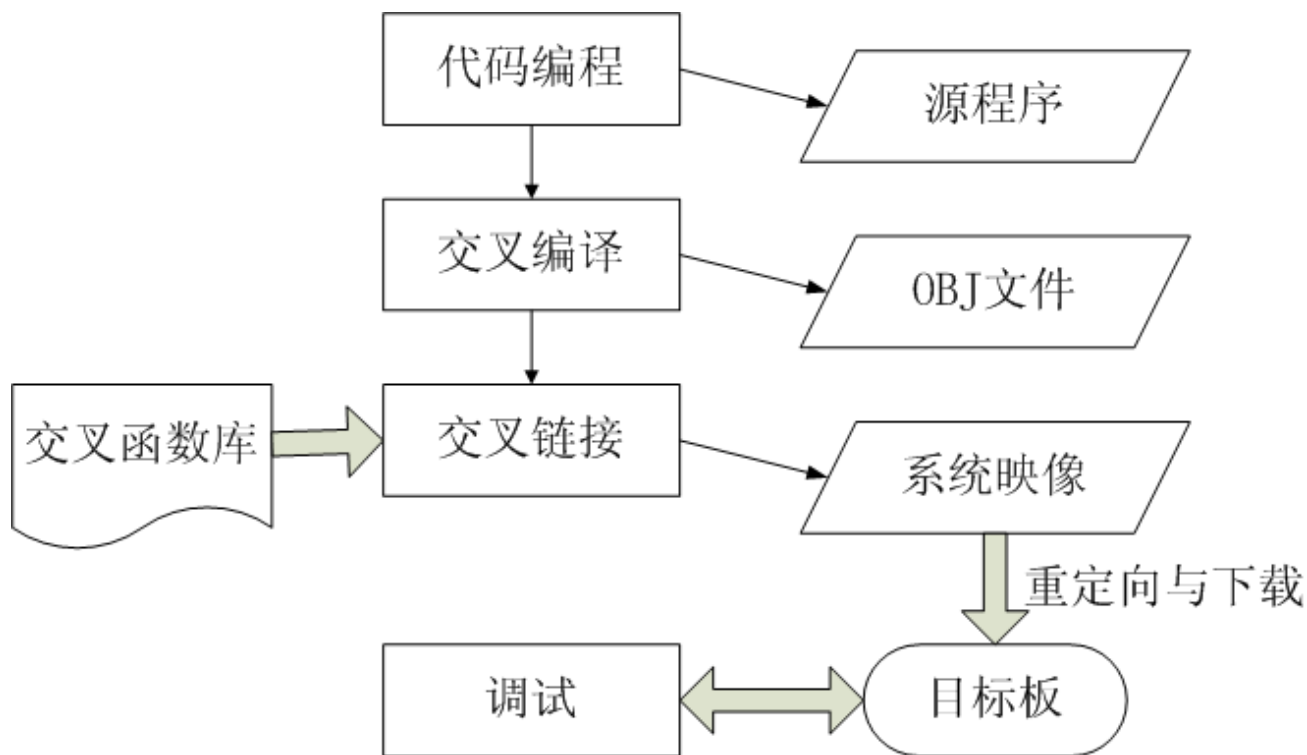 代码编程
源程序
交叉编译
OBJ文件
交叉函数库
交叉链接
系统映像
重定向与下载
调试
目标板